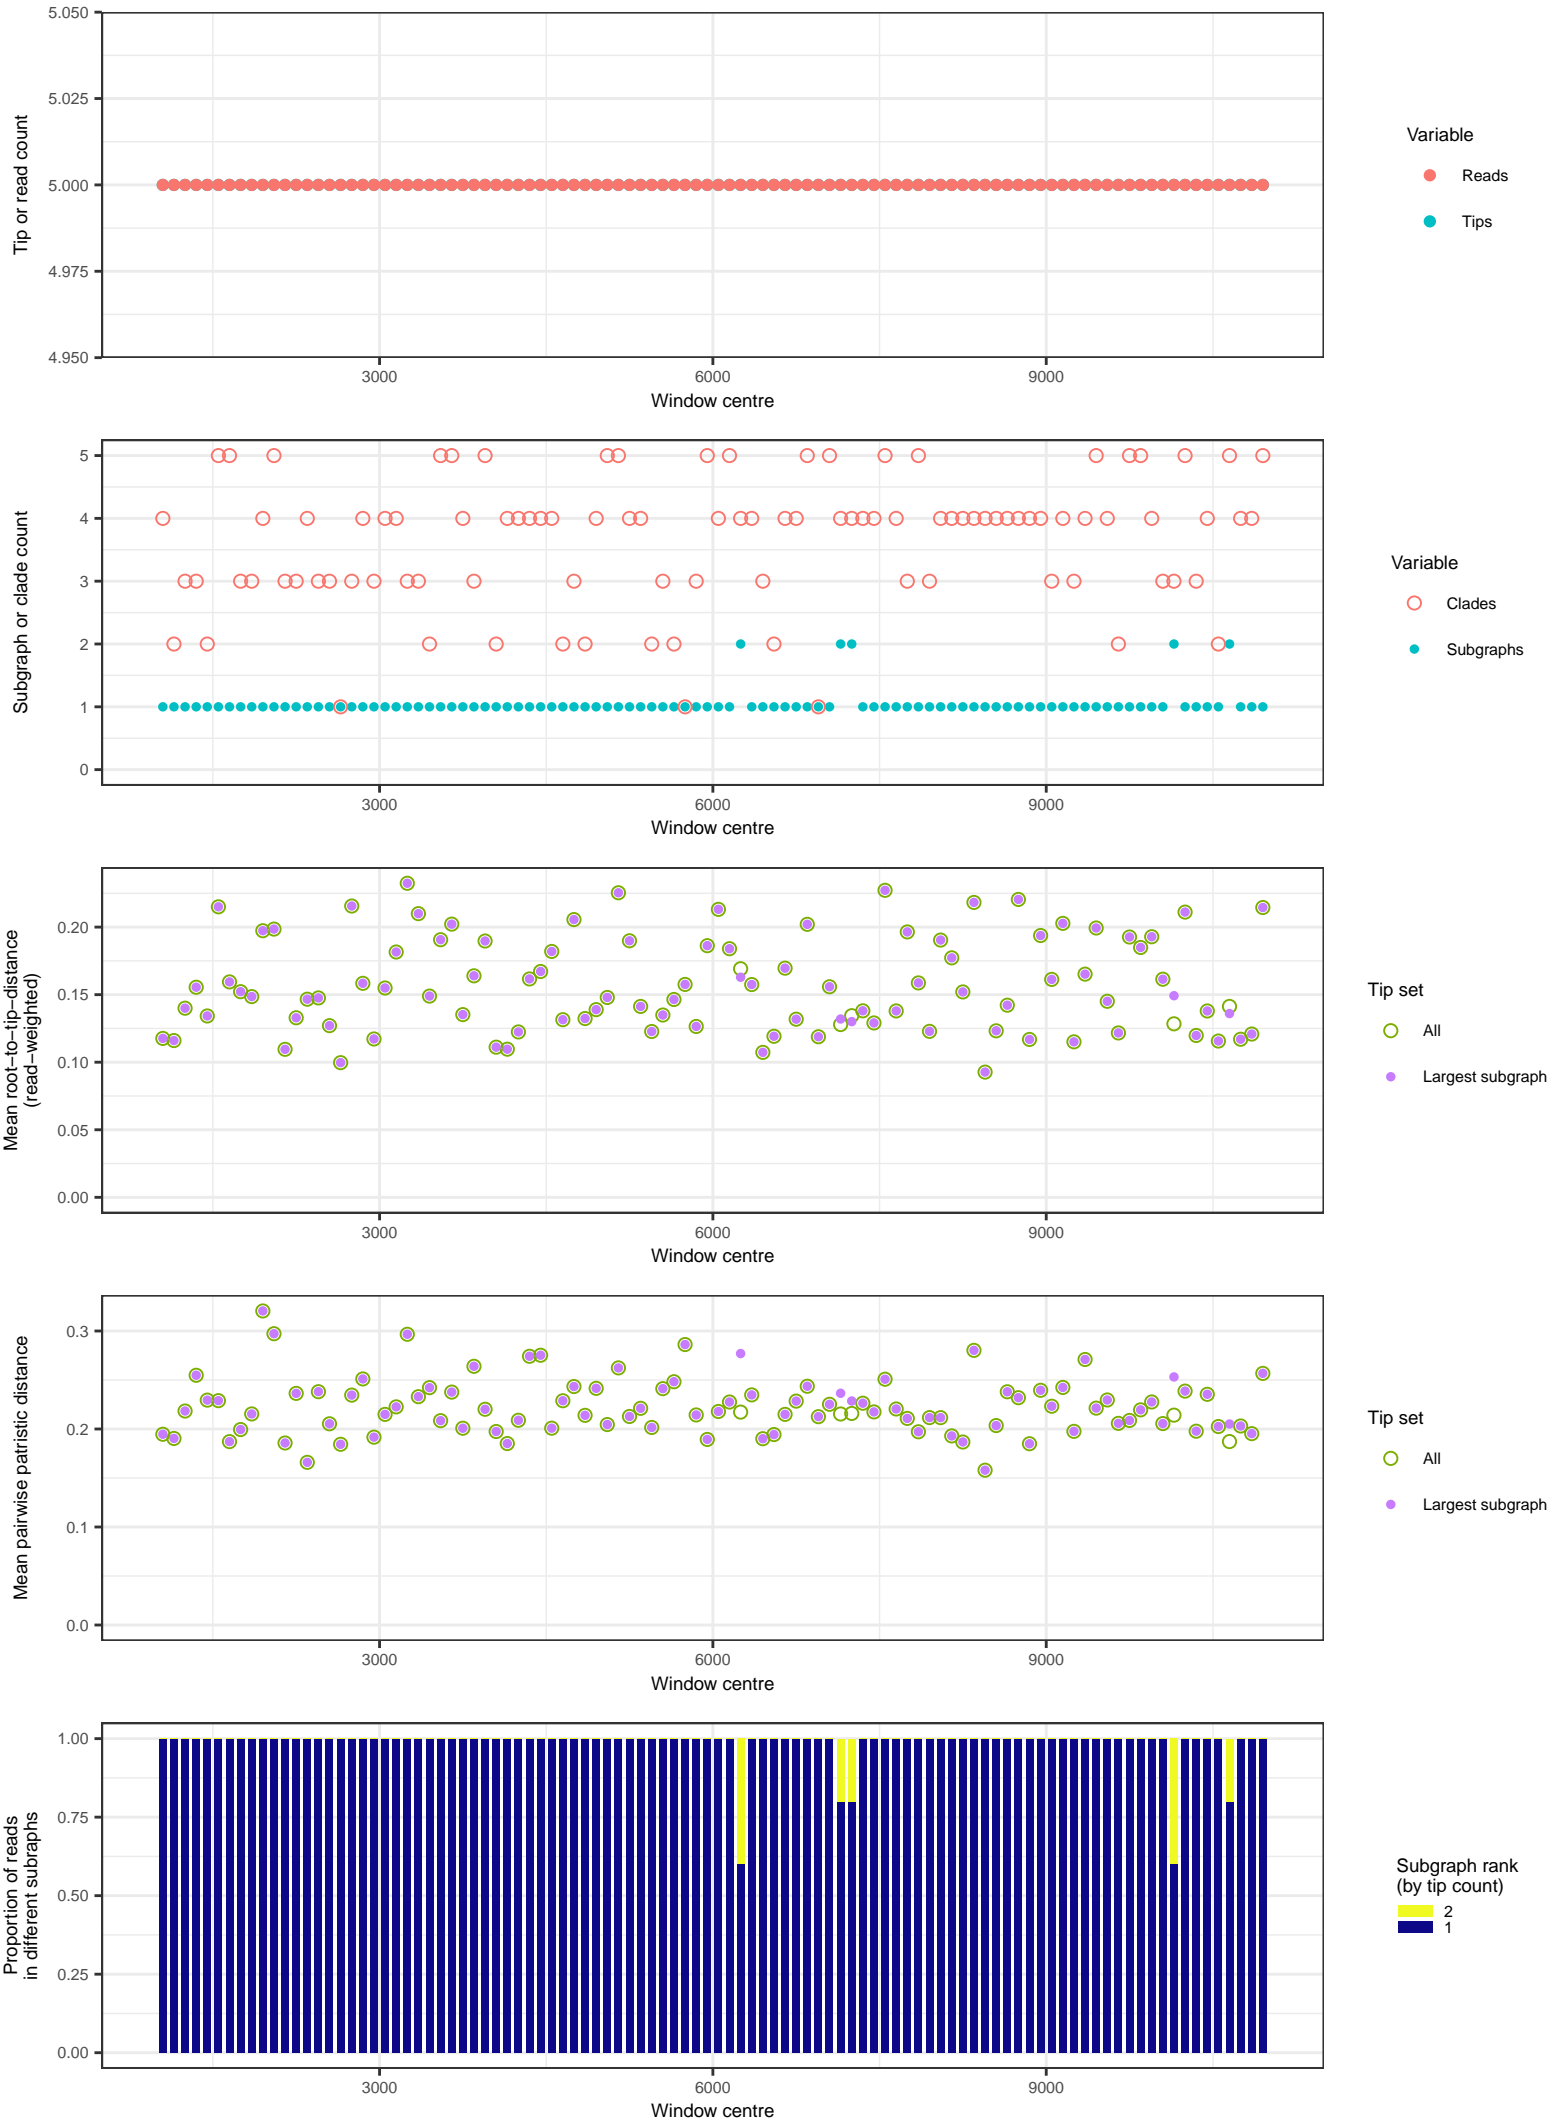 5.050
5.025
5.000
4.975
4.950
Tip or read count
3000
6000
9000
Window centre
Variable
Reads
Tips
5
4
3
2
1
0
Subgraph or clade count
3000
6000
9000
Window centre
Variable
Clades
Subgraphs
0.20
0.15
0.10
0.05
0.00
Mean root−to−tip−distance
(read−weighted)
3000
6000
9000
Window centre
Tip set
All
Largest subgraph
0.3
0.2
0.1
0.0
Mean pairwise patristic distance
3000
6000
9000
Window centre
Tip set
All
Largest subgraph
1.00
0.75
0.50
0.25
0.00
Proportion of reads
in different subraphs
3000
6000
9000
Window centre
Subgraph rank
(by tip count)
2
1